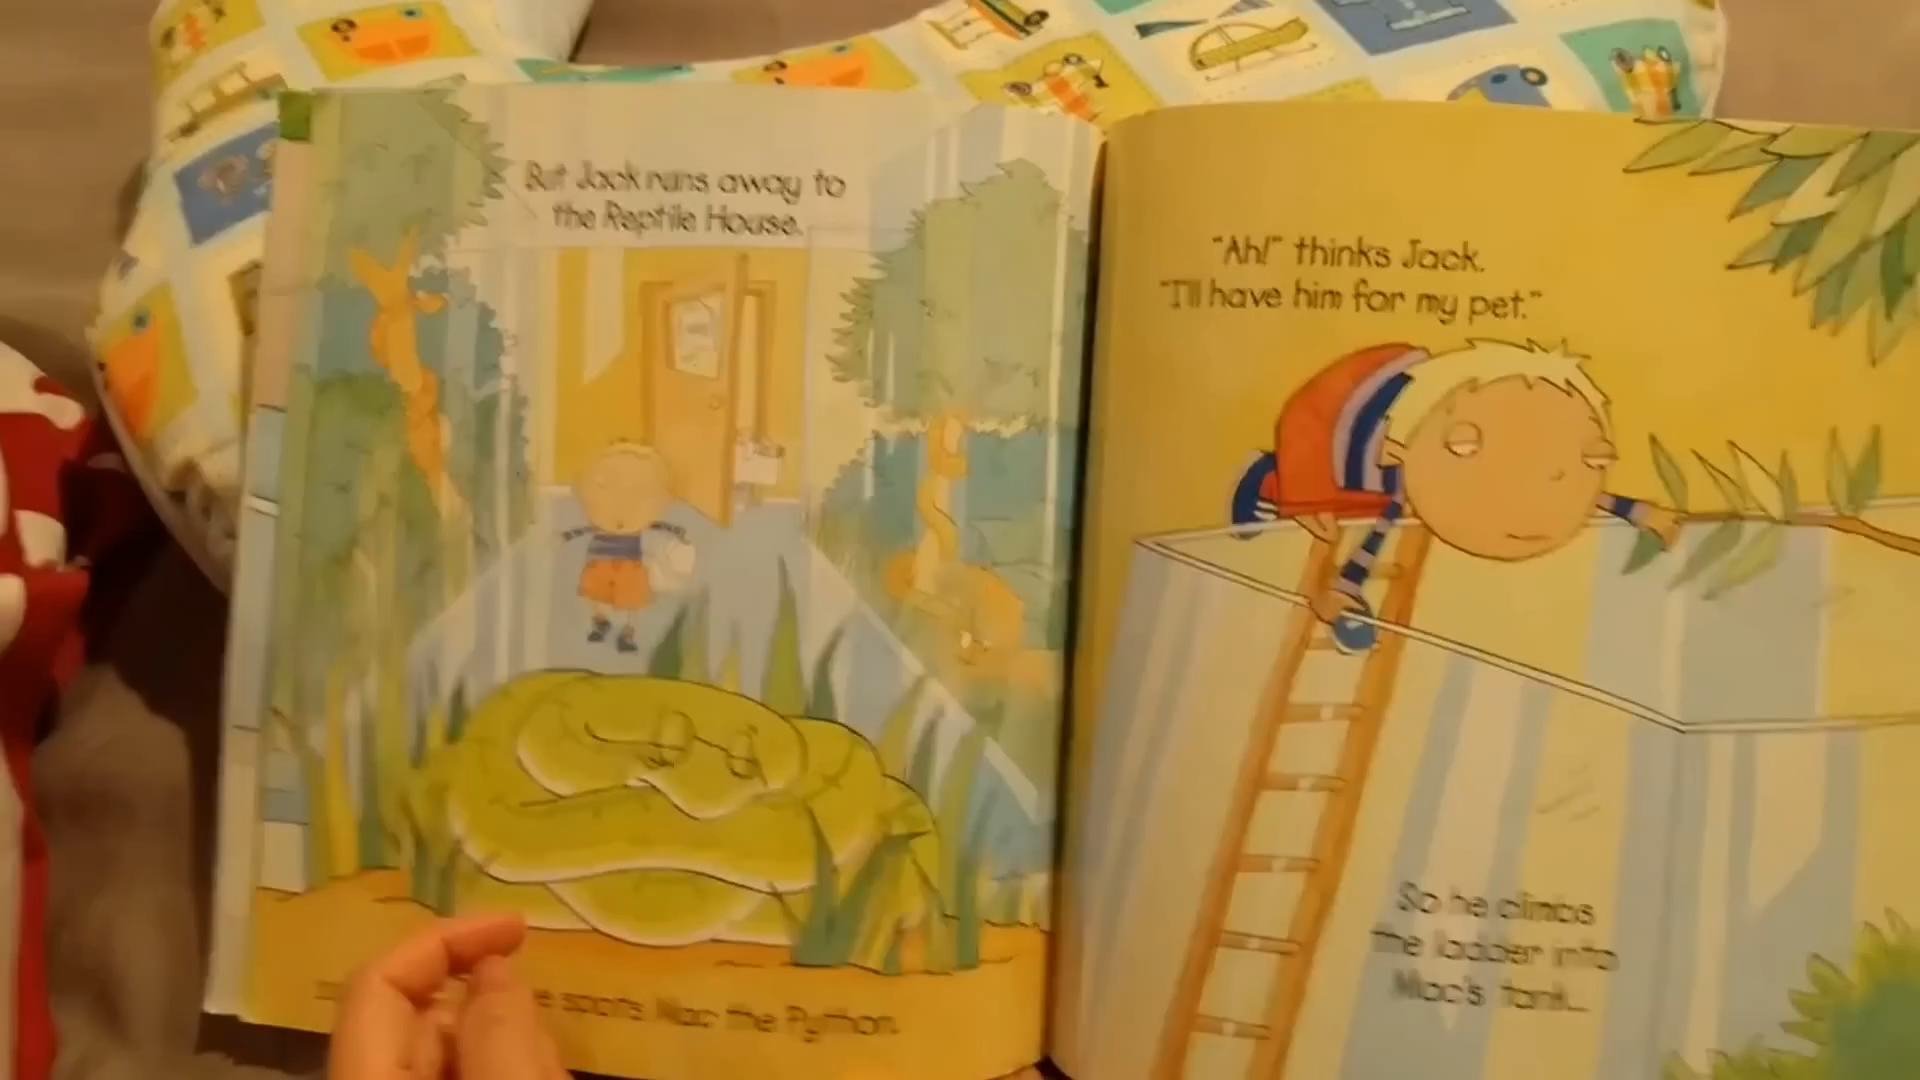 But Jack runs away to
the Reptile House.
spots Mac the Python.
"Ah!" thinks Jack.
"I'll have him for my pet."
So he climbs
the ladder into
Mac's tank...